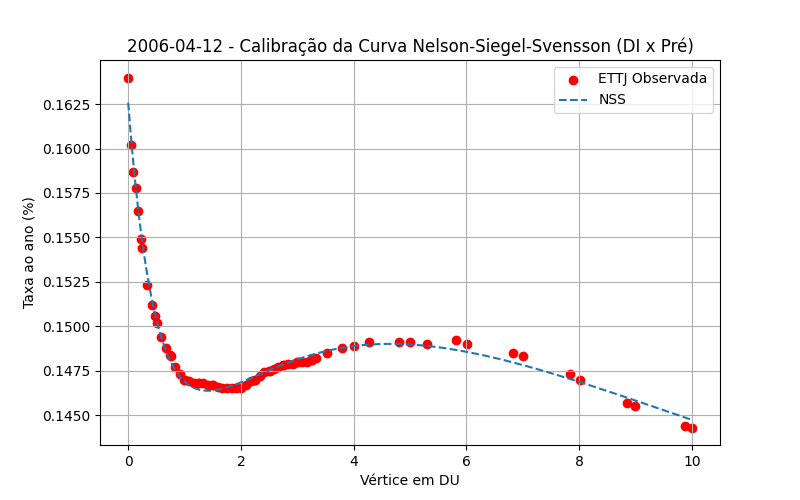 2006-04-12 - Calibração da Curva Nelson-Siegel-Svensson (DI x Pré)
ETTJ Observada
NSS
Taxa ao ano (%)
0.1625
0.1600
0.1575
0.1550
0.1525
0.1500
0.1475
0.1450
0 2 4 6 8 10
Vértice em DU